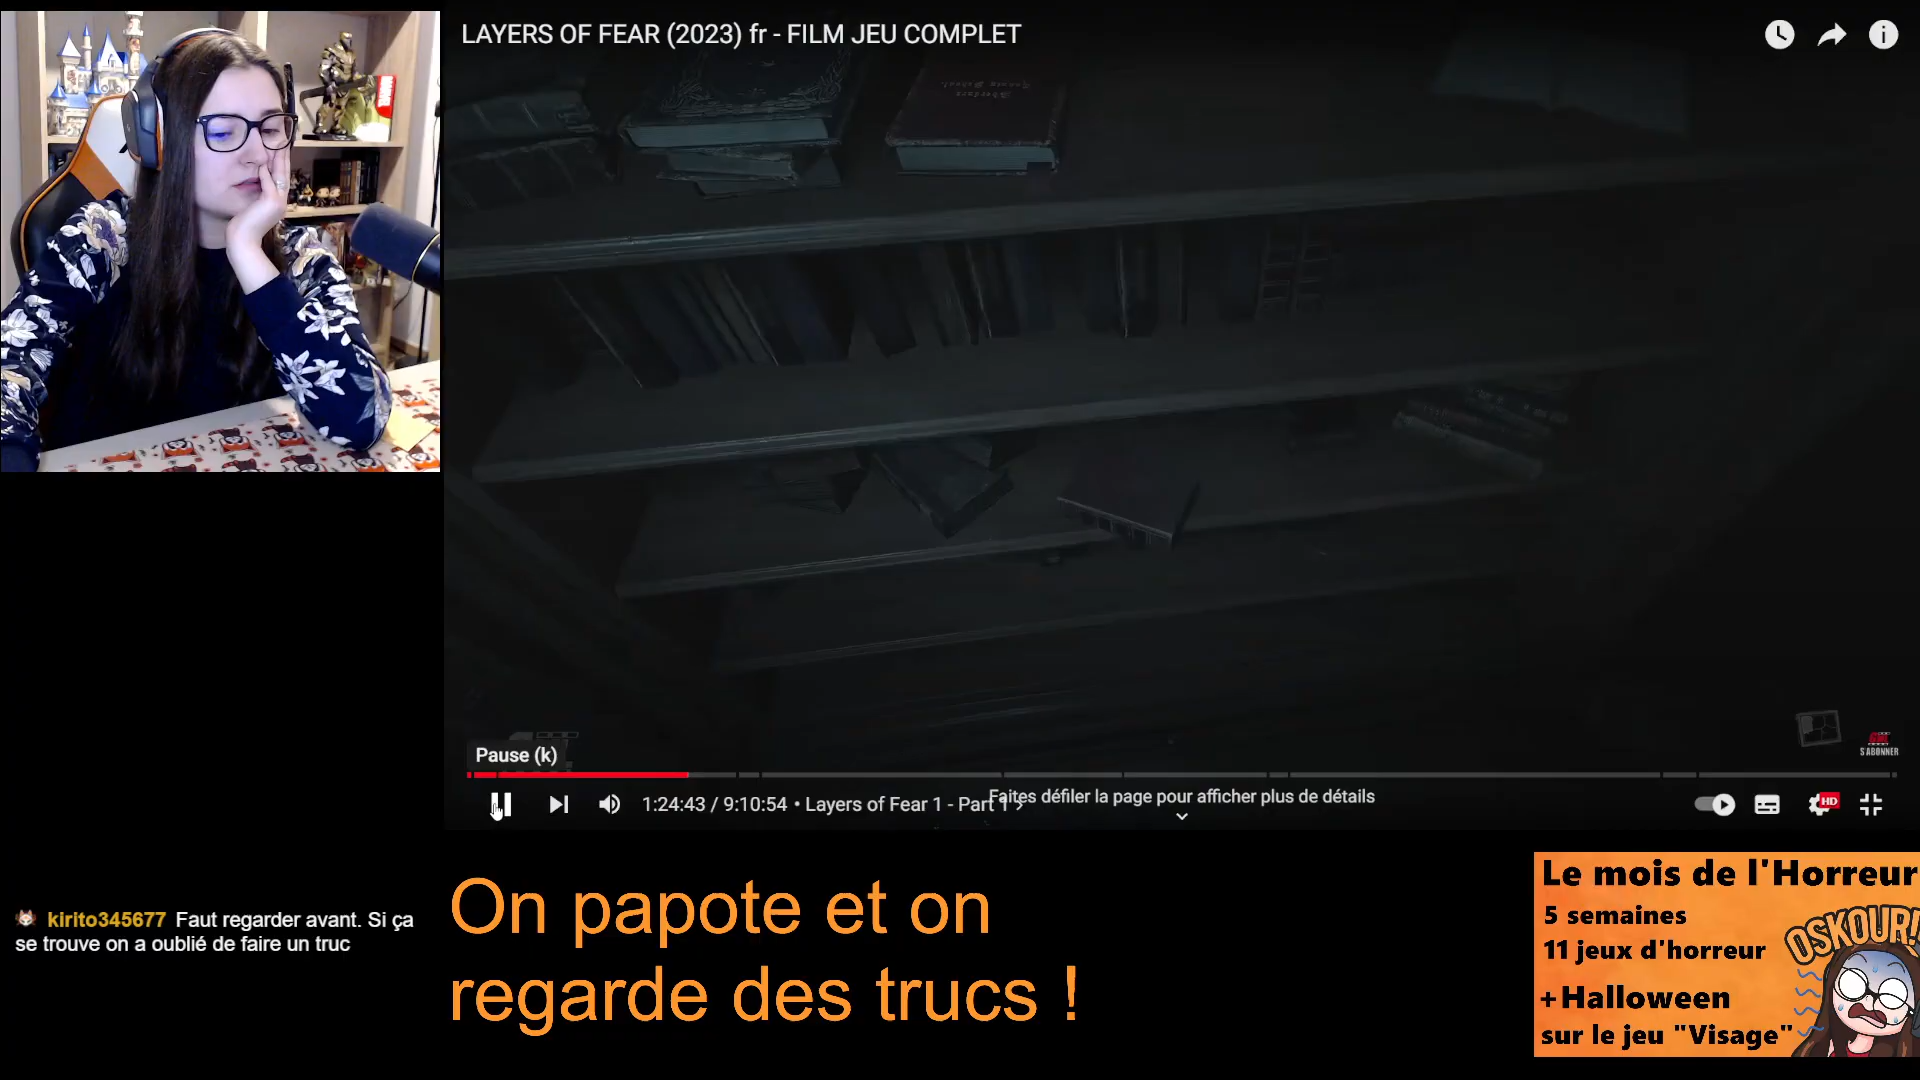 LAYERS OF FEAR (2023) fr - FILM JEU COMPLET
MARVEL
Pause (k)
S'ABONNER
1:24:43 / 9:10:54 • Layers of Fear 1 - Part 1 >
Faites défiler la page pour afficher plus de détails
HD
kirito345677 Faut regarder avant. Si ça
se trouve on a oublié de faire un truc
On papote et on
regarde des trucs !
Le mois de l'Horreur
5 semaines
11 jeux d'horreur
+Halloween
sur le jeu "Visage"
OSKOUR!